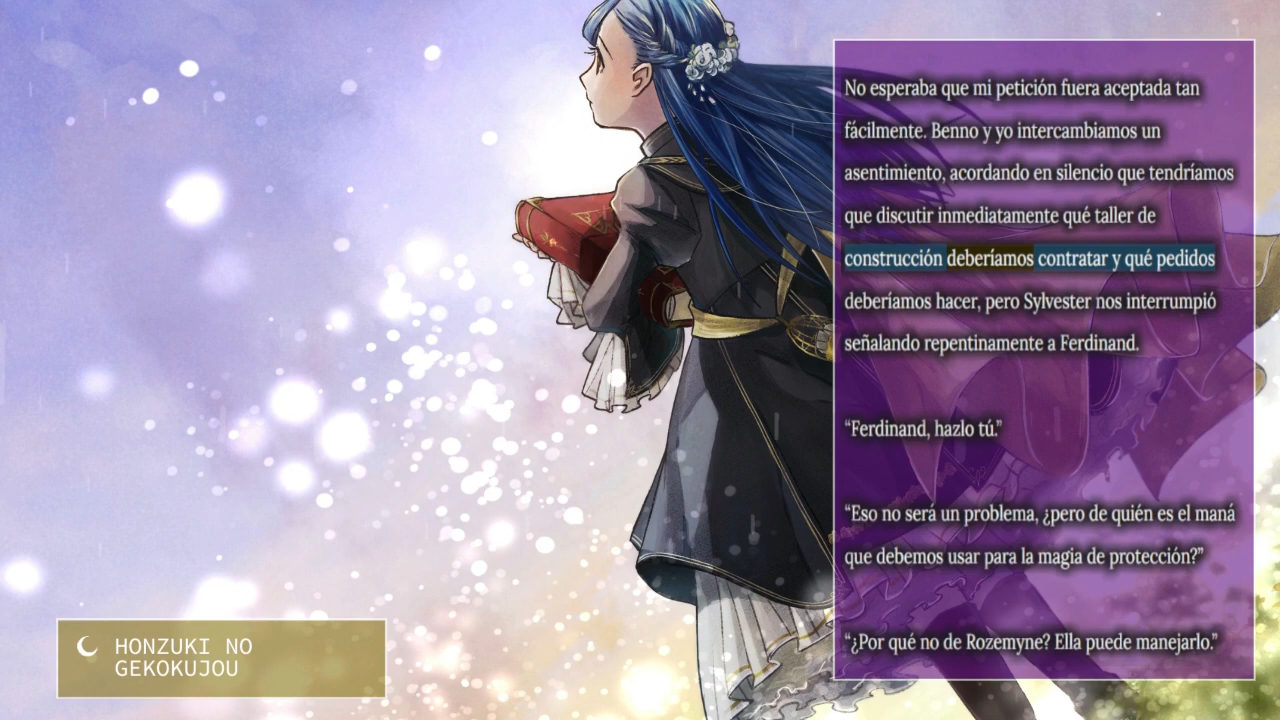 No esperaba que mi petición fuera aceptada tan
fácilmente. Benno y yo intercambiamos un
asentimiento, acordando en silencio que tendríamos
que discutir inmediatamente qué taller de
construcción deberíamos contratar y qué pedidos
deberíamos hacer, pero Sylvester nos interrumpió
señalando repentinamente a Ferdinand.
“Ferdinand, hazlo tú.”
“Eso no será un problema, ¿pero de quién es el maná
que debemos usar para la magia de protección?”
“¿Por qué no de Rozemyne? Ella puede manejarlo.”
HONZUKI NO
GEKOKUJOU